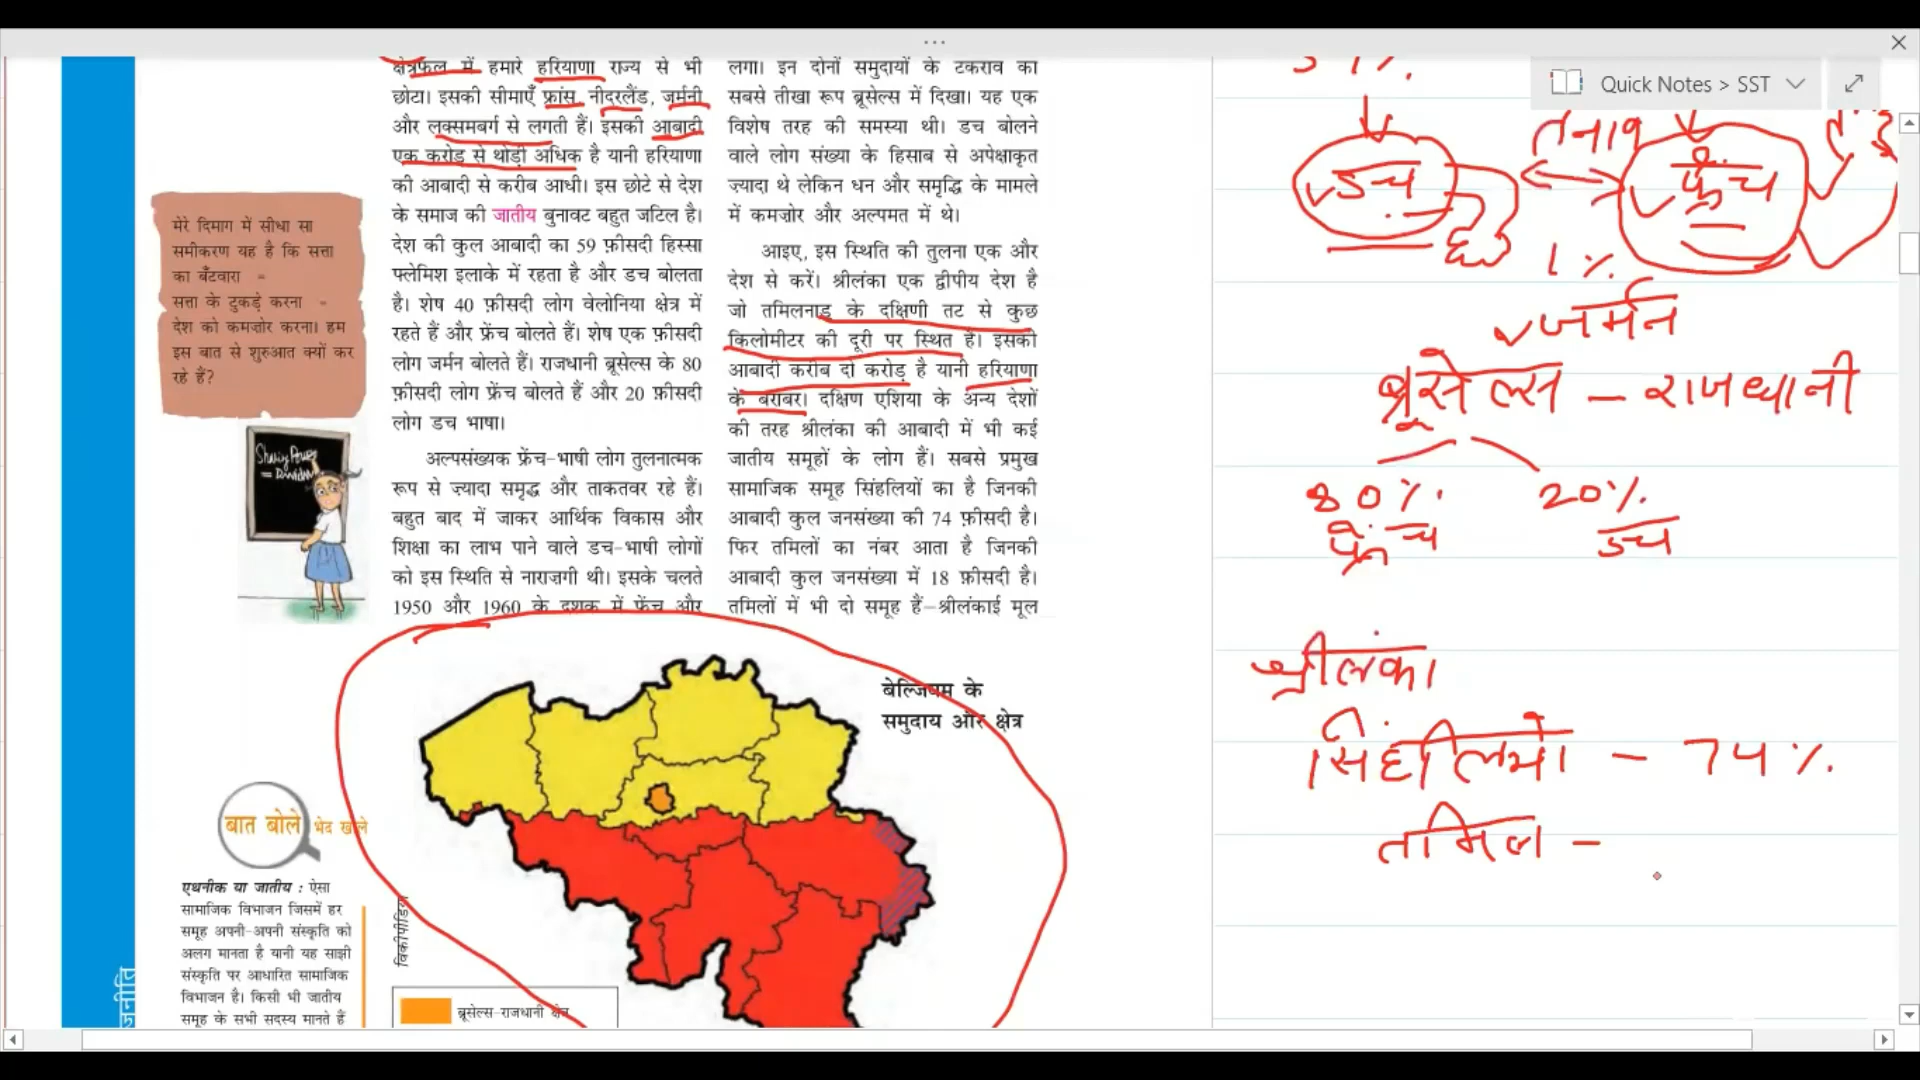 Quick Notes > SST
क्षेत्रफल में हमारे हरियाणा राज्य से भी
छोटा। इसकी सीमाएँ फ्रांस, नीदरलैंड, जर्मनी
और लक्समबर्ग से लगती हैं। इसकी आबादी
एक करोड़ से थोड़ी अधिक है यानी हरियाणा
की आबादी से करीब आधी। इस छोटे से देश
के समाज की जातीय बुनावट बहुत जटिल है।
देश की कुल आबादी का 59 फ़ीसदी हिस्सा
फ्लेमिश इलाके में रहता है और डच बोलता
है। शेष 40 फ़ीसदी लोग वेलोनिया क्षेत्र में
रहते हैं और फ्रेंच बोलते हैं। शेष एक फ़ीसदी
लोग जर्मन बोलते हैं। राजधानी ब्रूसेल्स के 80
फ़ीसदी लोग फ्रेंच बोलते हैं और 20 फ़ीसदी
लोग डच भाषा।
अल्पसंख्यक फ्रेंच-भाषी लोग तुलनात्मक
रूप से ज़्यादा समृद्ध और ताकतवर रहे हैं।
बहुत बाद में जाकर आर्थिक विकास और
शिक्षा का लाभ पाने वाले डच-भाषी लोगों
को इस स्थिति से नाराज़गी थी। इसके चलते
1950 और 1960 के दशक में फ्रेंच और
लगा। इन दोनों समुदायों के टकराव का
सबसे तीखा रूप ब्रूसेल्स में दिखा। यह एक
विशेष तरह की समस्या थी। डच बोलने
वाले लोग संख्या के हिसाब से अपेक्षाकृत
ज़्यादा थे लेकिन धन और समृद्धि के मामले
में कमज़ोर और अल्पमत में थे।
आइए, इस स्थिति की तुलना एक और
देश से करें। श्रीलंका एक द्वीपीय देश है
जो तमिलनाडु के दक्षिणी तट से कुछ
किलोमीटर की दूरी पर स्थित है। इसकी
आबादी करीब दो करोड़ है यानी हरियाणा
के बराबर। दक्षिण एशिया के अन्य देशों
की तरह श्रीलंका की आबादी में भी कई
जातीय समूहों के लोग हैं। सबसे प्रमुख
सामाजिक समूह सिंहलियों का है जिनकी
आबादी कुल जनसंख्या की 74 फ़ीसदी है।
फिर तमिलों का नंबर आता है जिनकी
आबादी कुल जनसंख्या में 18 फ़ीसदी है।
तमिलों में भी दो समूह हैं-श्रीलंकाई मूल
मेरे दिमाग में सीधा सा
समीकरण यह है कि सत्ता
का बँटवारा =
सत्ता के टुकड़े करना =
देश को कमज़ोर करना। हम
इस बात से शुरुआत क्यों कर
रहे हैं?
बेल्जियम के
समुदाय और क्षेत्र
बात बोले भेद खोले
एथनीक या जातीय : ऐसा
सामाजिक विभाजन जिसमें हर
समूह अपनी-अपनी संस्कृति को
अलग मानता है यानी यह साझी
संस्कृति पर आधारित सामाजिक
विभाजन है। किसी भी जातीय
समूह के सभी सदस्य मानते हैं
विकीपीडिया
ब्रूसेल्स-राजधानी क्षेत्र
तनाव
डच फ्रेंच
1%
जर्मन
ब्रूसेल्स - राजधानी
80% 20%
फ्रेंच डच
श्रीलंका
सिंहलियो - 74%
तमिल -